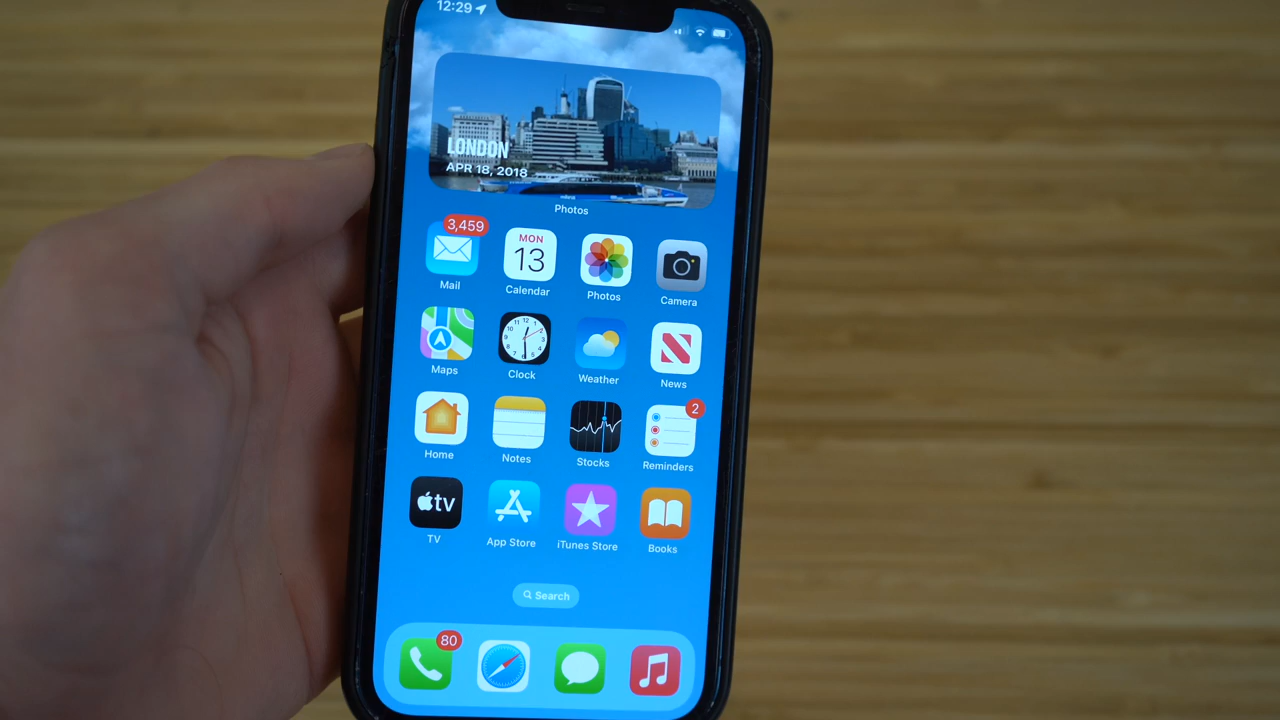 12:29
LONDON
APR 18, 2018
Photos
3,459
MON
13
Mail
Calendar
Photos
Camera
Maps
Clock
Weather
News
2
Home
Notes
Stocks
Reminders
tv
TV
App Store
iTunes Store
Books
Search
80